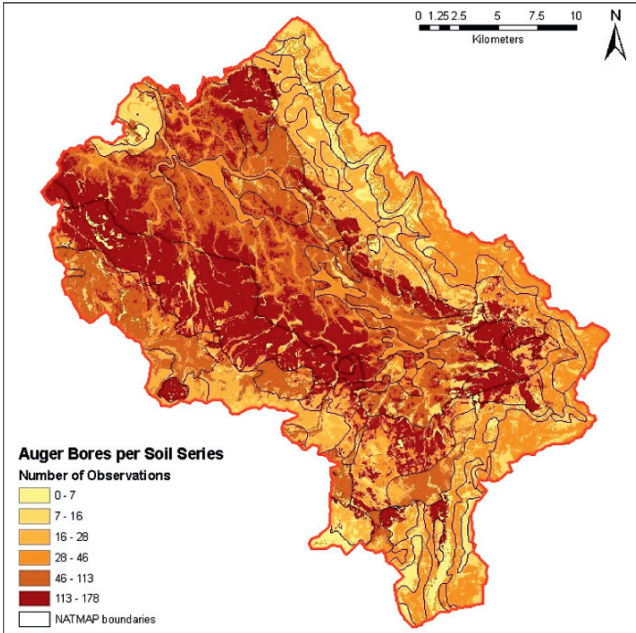 N
0 1.25 2.5 5 7.5 10
Kilometers
Auger Bores per Soil Series
Number of Observations
0 - 7
7 - 16
16 - 28
28 - 46
46 - 113
113 - 178
NATMAP boundaries